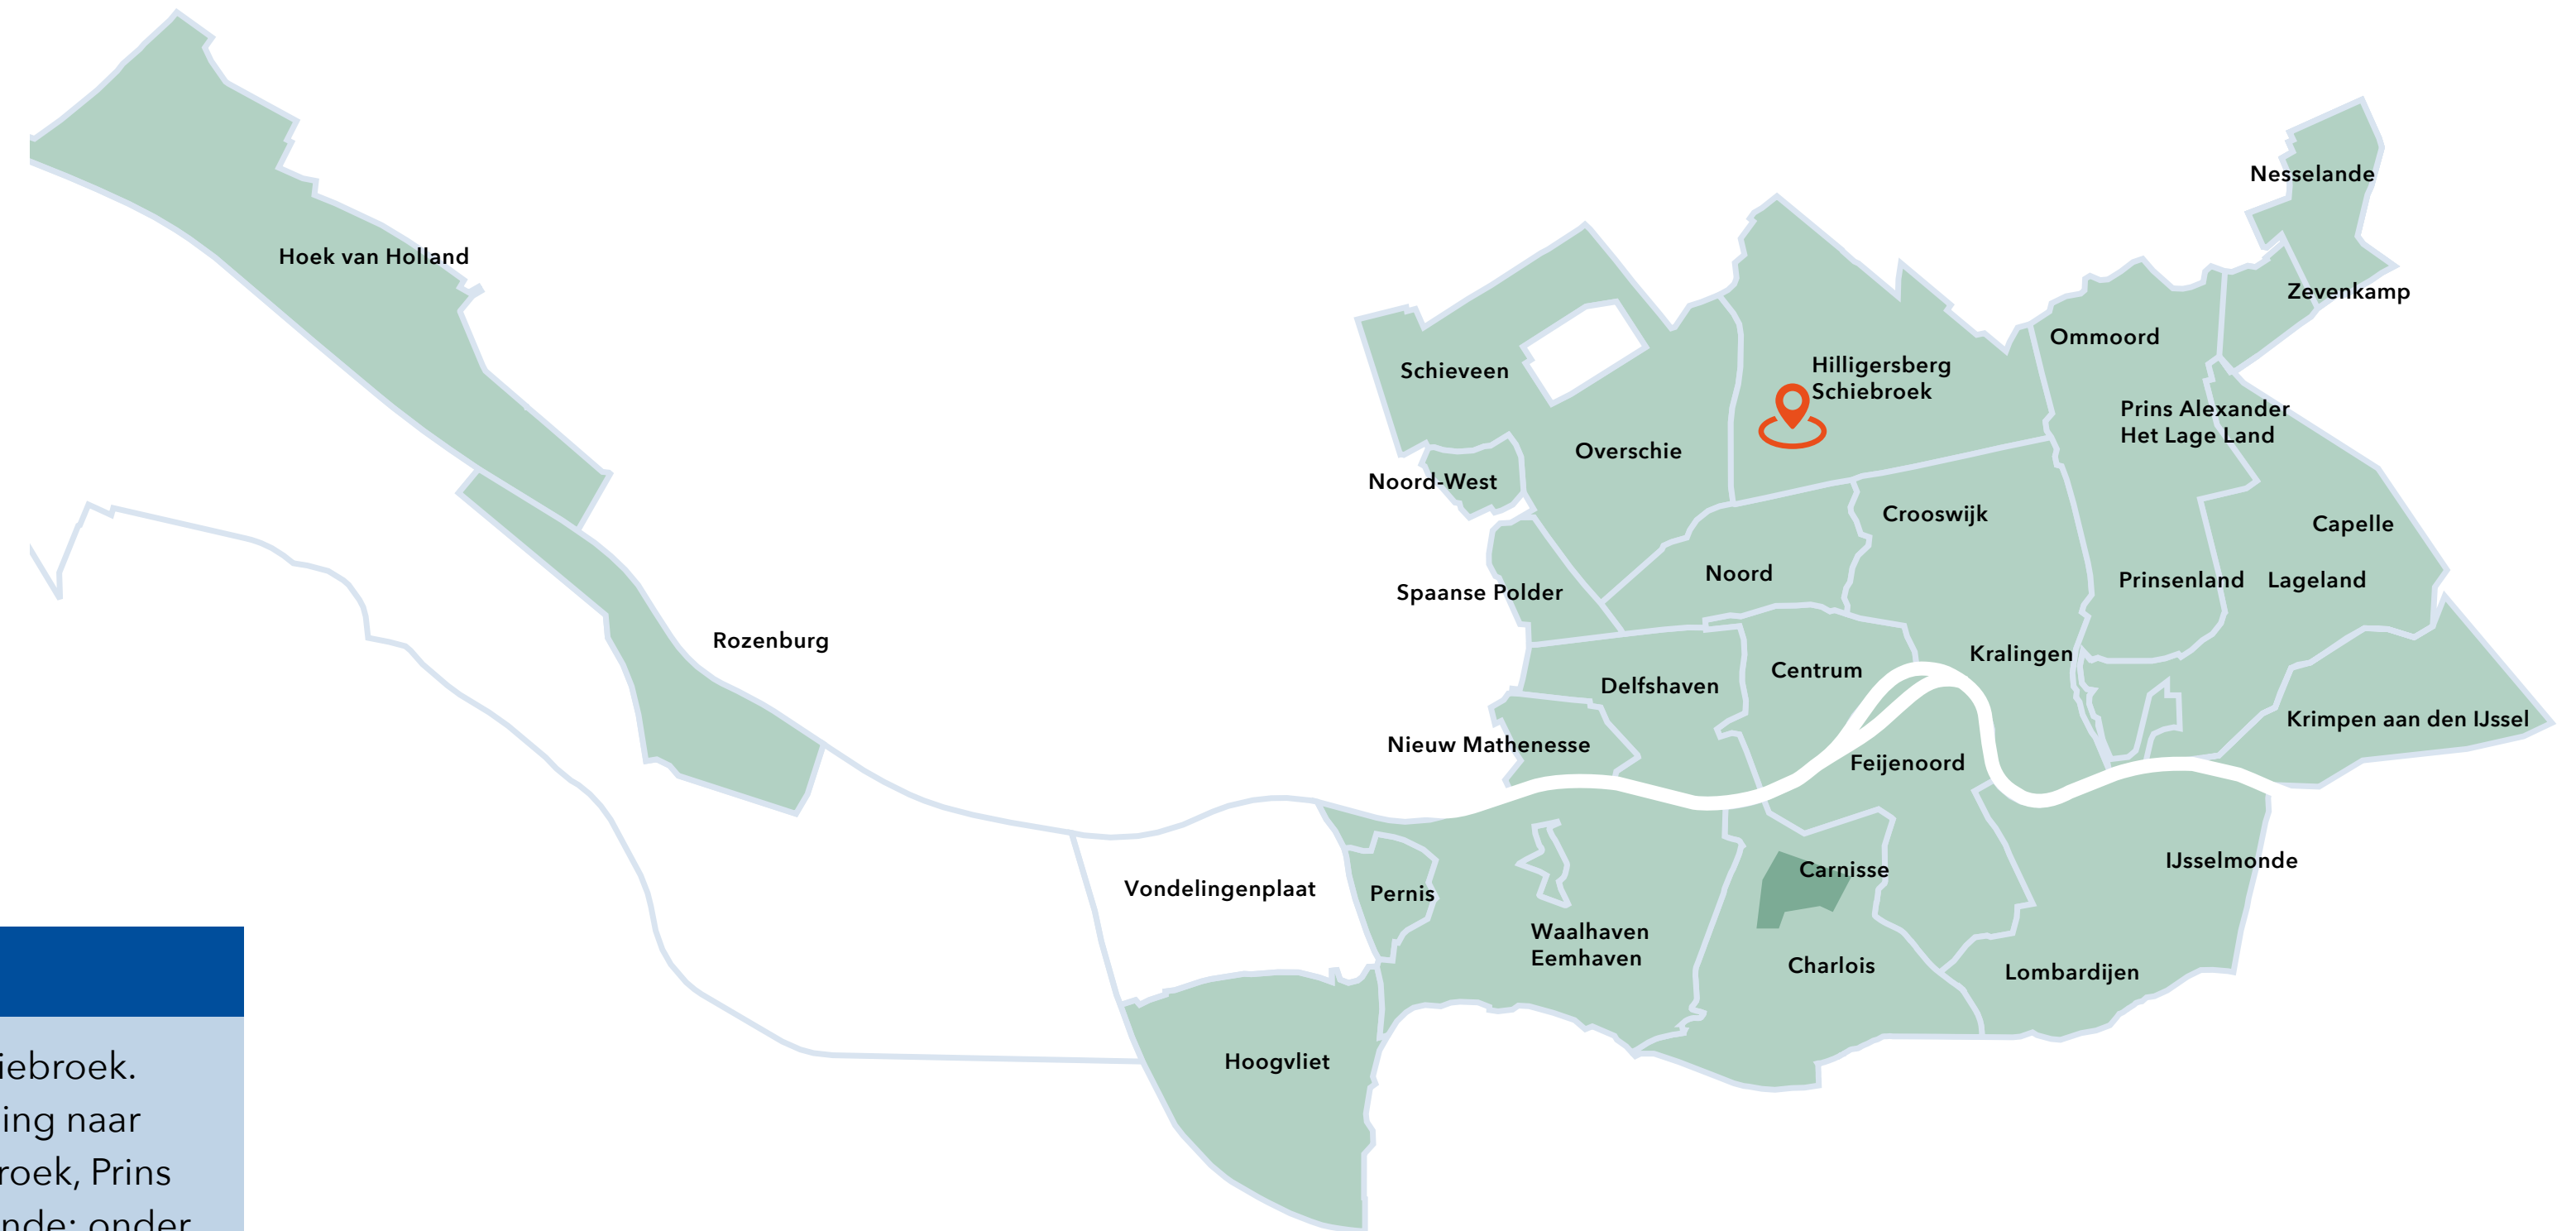 Nesselande
Hoek van Holland
Zevenkamp
Ommoord
Hilligersberg
Schiebroek
Schieveen
Prins Alexander
Het Lage Land
Overschie
Noord-West
Crooswijk
Capelle
Noord
Prinsenland
Lageland
Spaanse Polder
Rozenburg
Kralingen
Centrum
Delfshaven
Krimpen aan den IJssel
Nieuw Mathenesse
Feijenoord
IJsselmonde
Carnisse
Vondelingenplaat
Pernis
Waalhaven
Eemhaven
Charlois
Lombardijen
Hoogvliet
iebroek.
ing naar
roek, Prins
nde; onder